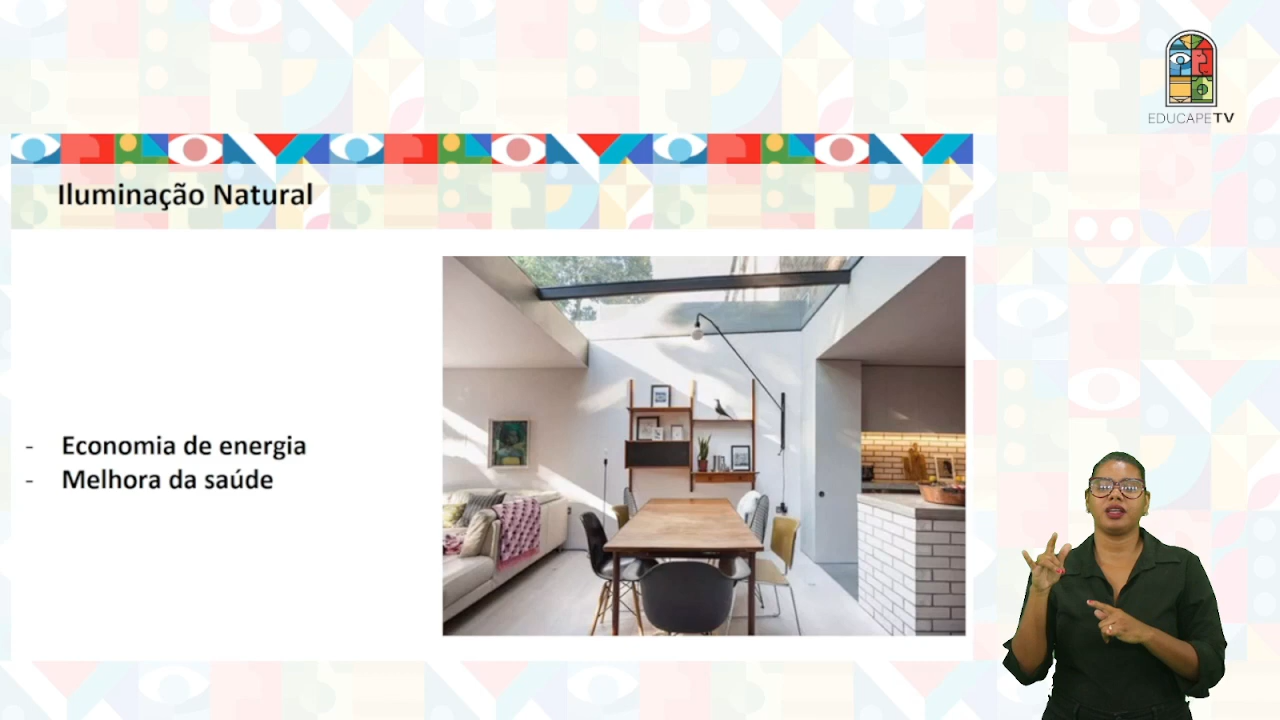 EDUCAPETV
Iluminação Natural
- Economia de energia
- Melhora da saúde